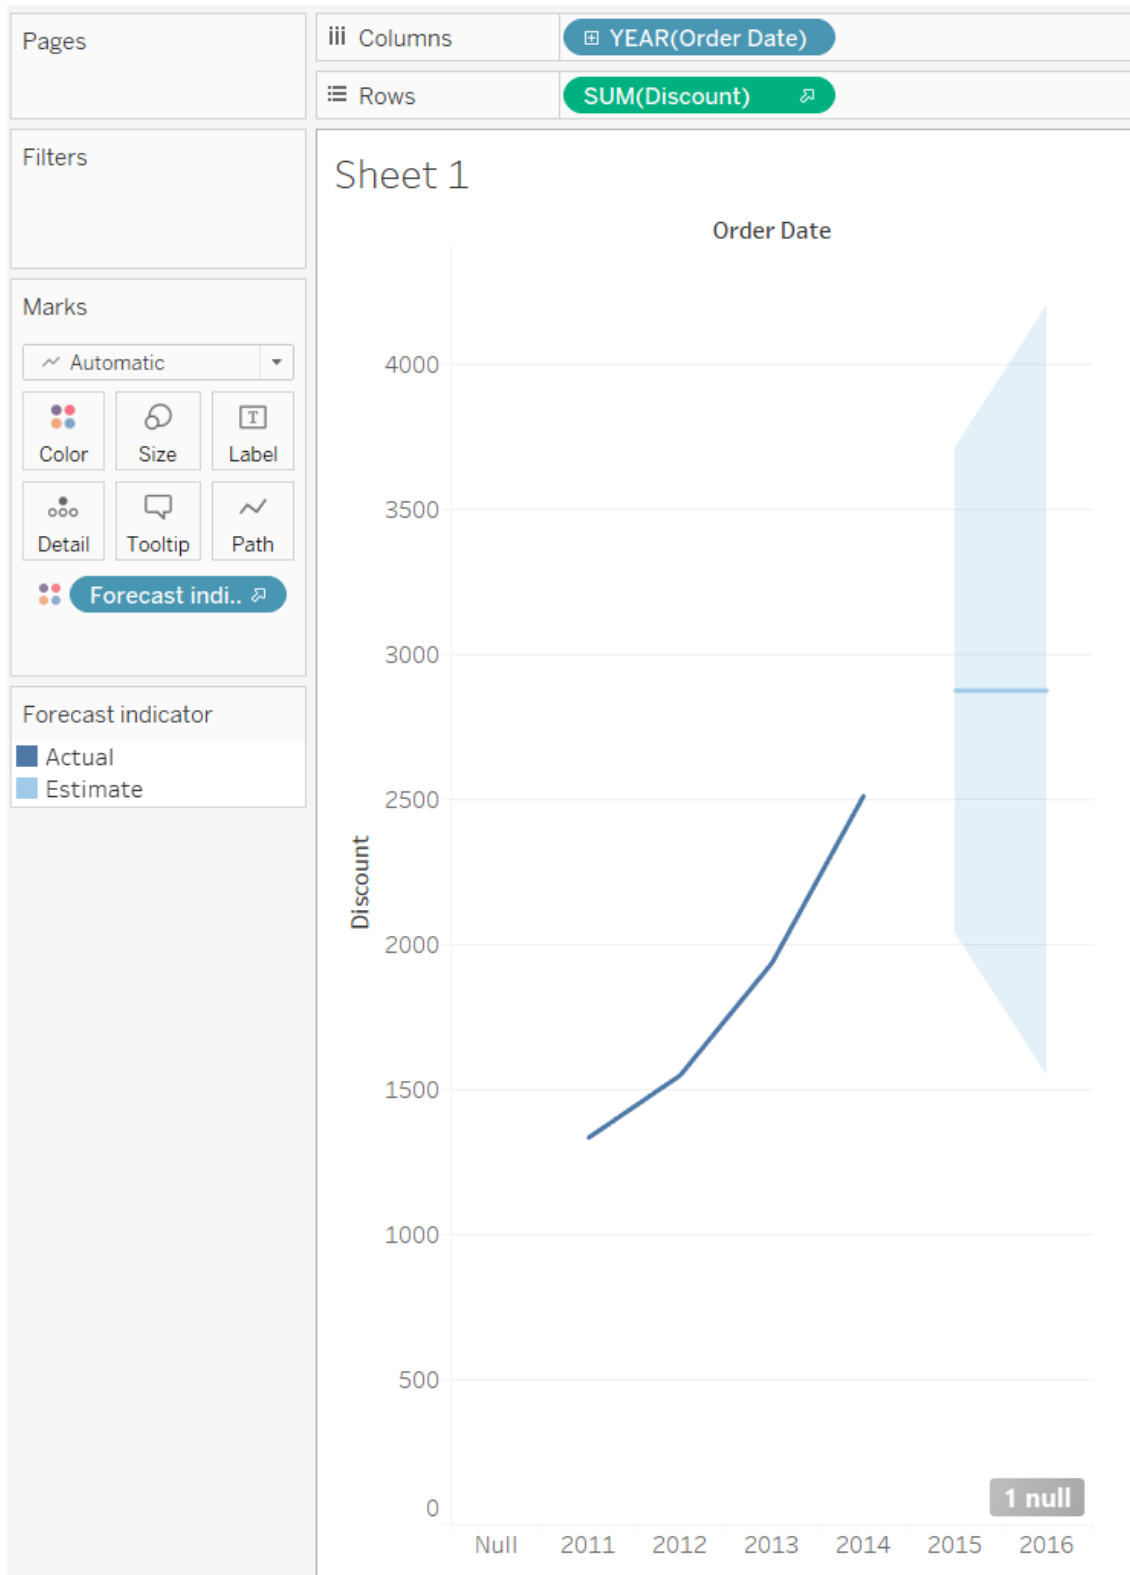 Pages
Columns
YEAR(Order Date)
Rows
SUM(Discount)
Filters
Marks
Automatic
Color
Size
T
Label
Detail
Tooltip
Path
Forecast indi..
Forecast indicator
Actual
Estimate
Sheet 1
Order Date
Discount
4000
3500
3000
2500
2000
1500
1000
500
0
1 null
Null 2011 2012 2013 2014 2015 2016